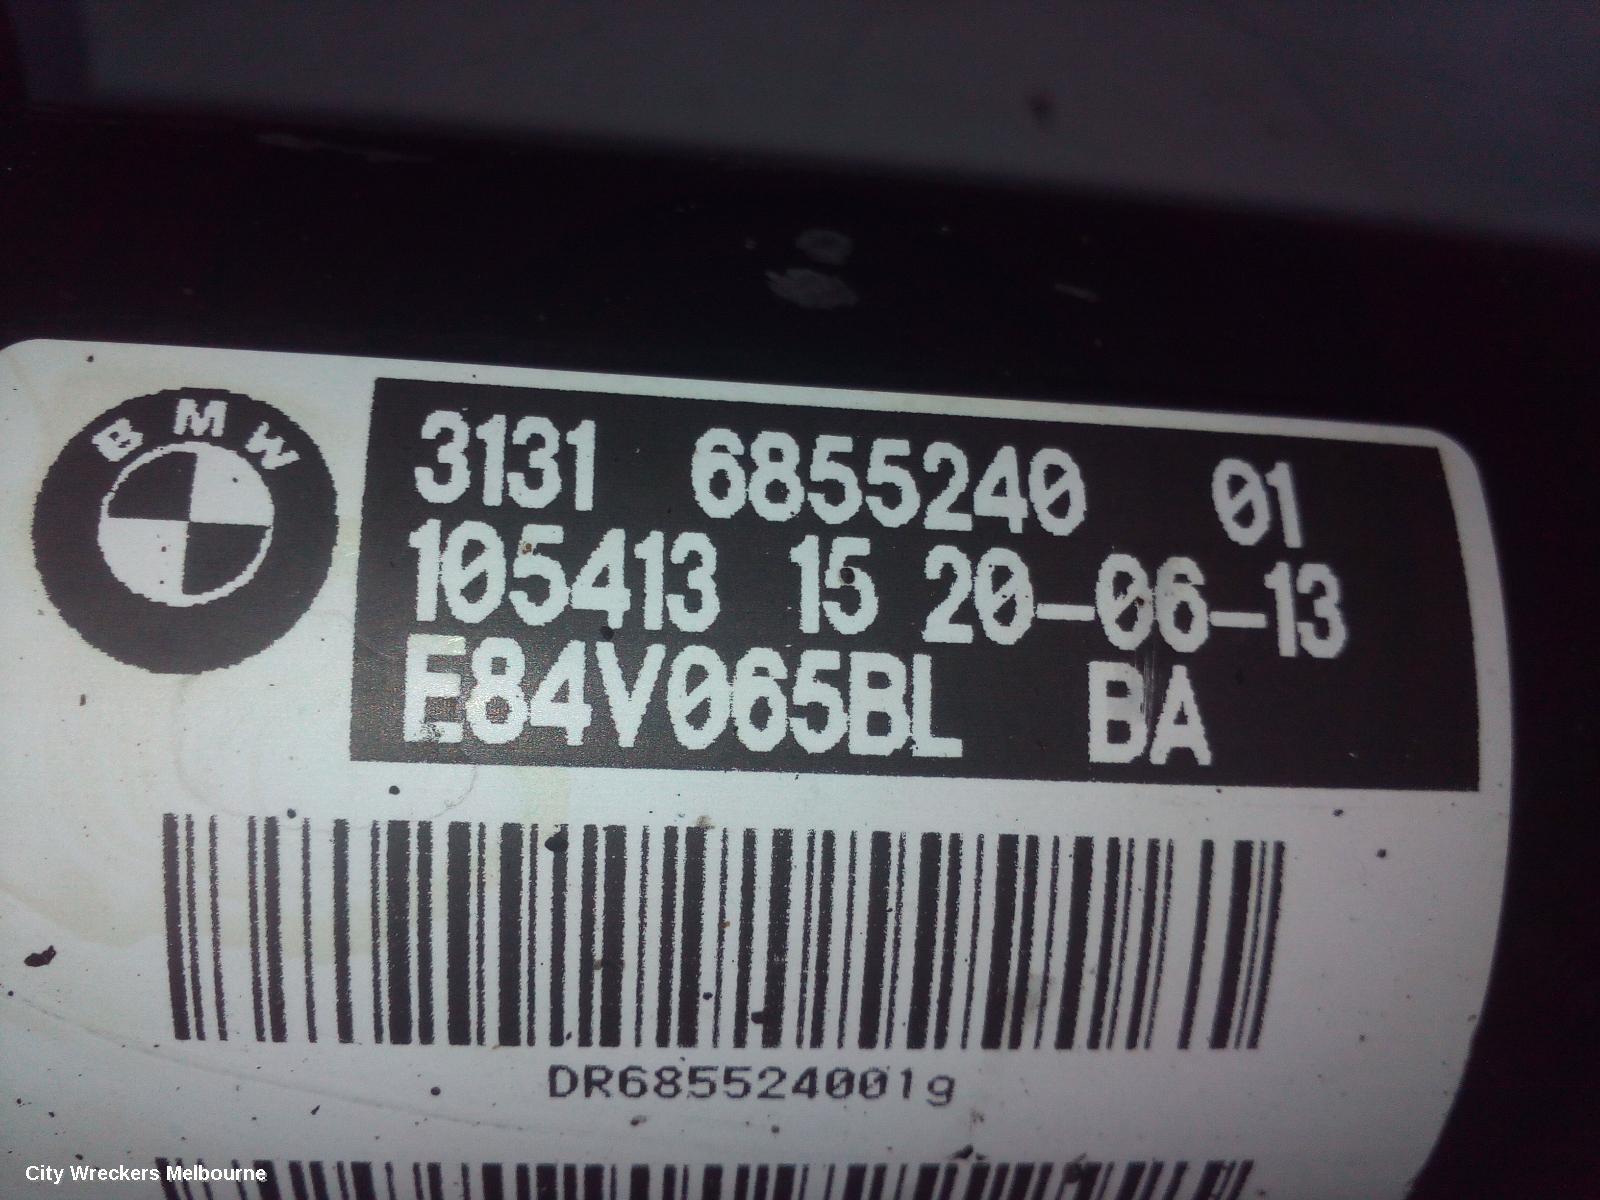 BMW
3131 6855240 01
105413 15 20-06-13
E84V065BL BA
DR685524001g
City Wreckers Melbourne